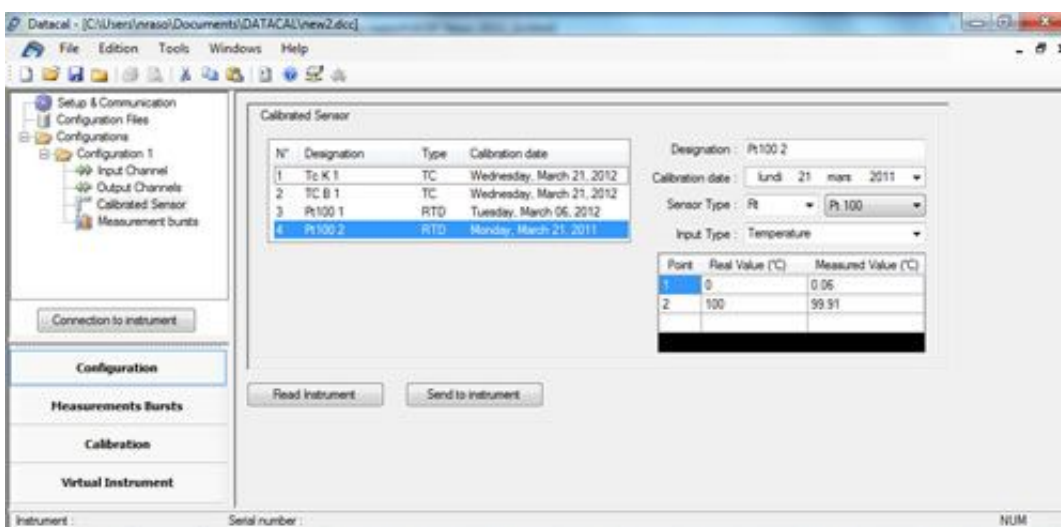 Datacal - [C:\Users\nraso\Documents\DATACAL\new2.dcc]
File Edition Tools Windows Help
Setup & Communication
Configuration Files
Configurations
Configuration 1
Input Channel
Output Channels
Calibrated Sensor
Measurement bursts
Connection to instrument
Configuration
Measurements Bursts
Calibration
Virtual Instrument
Calibrated Sensor
N° Designation Type Calibration date
1 Tc K 1 TC Wednesday, March 21, 2012
2 TC B 1 TC Wednesday, March 21, 2012
3 Pt100 1 RTD Tuesday, March 06, 2012
4 Pt100 2 RTD Monday, March 21, 2011
Designation : Pt100 2
Calibration date : lundi 21 mars 2011
Sensor Type : Pt Pt 100
Input Type : Temperature
Point Real Value (°C) Measured Value (°C)
1 0 0.06
2 100 99.91
Read Instrument Send to instrument
Instrument : Serial number : NUM